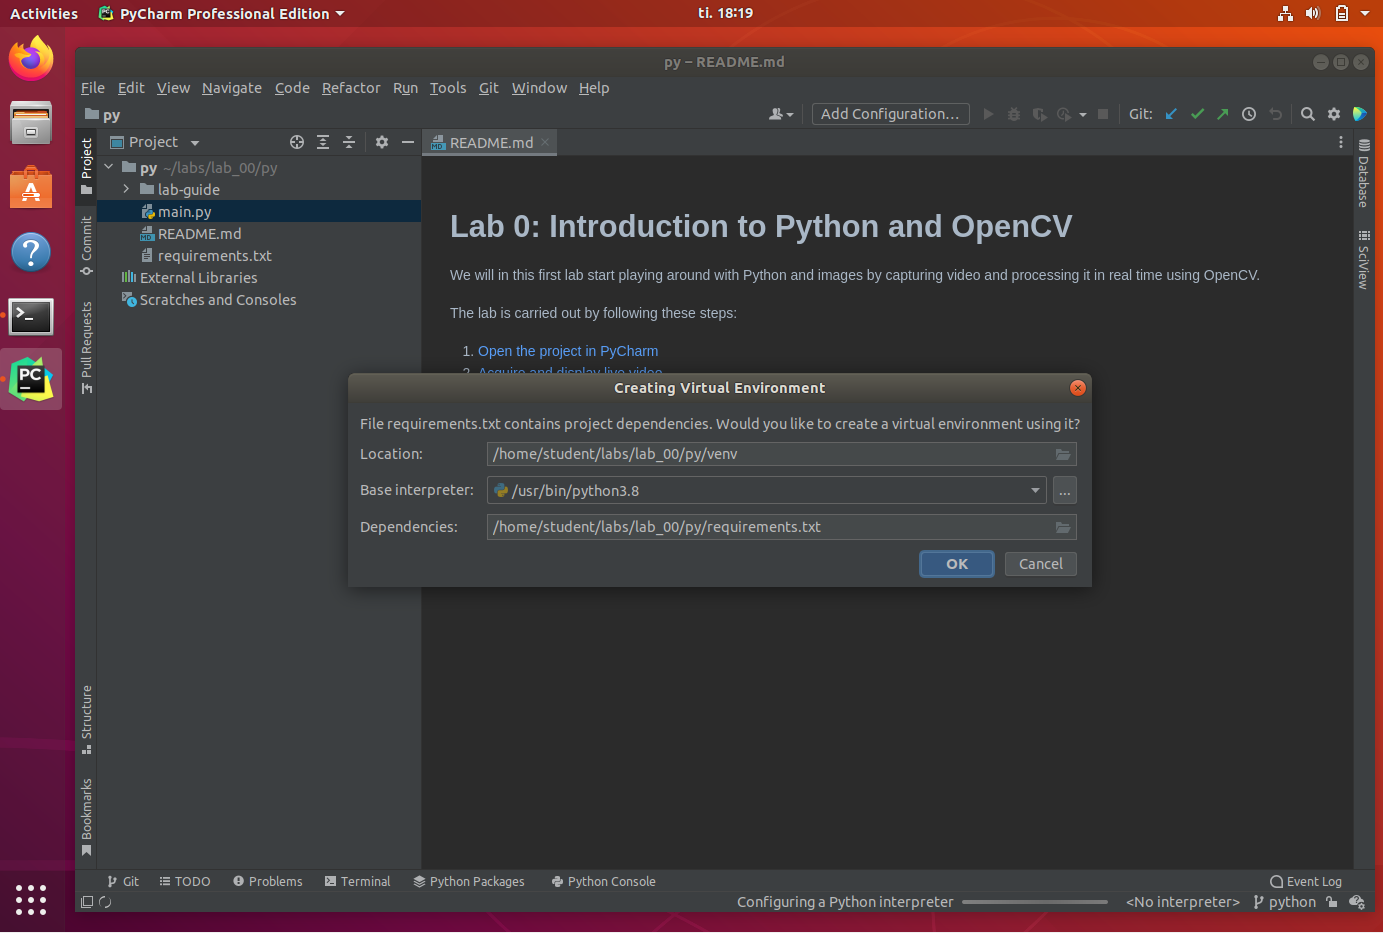 Activities
PyCharm Professional Edition
ti. 18:19
py – README.md
File Edit View Navigate Code Refactor Run Tools Git Window Help
py
Add Configuration...
Git:
Project
README.md
py ~/labs/lab_00/py
lab-guide
main.py
README.md
requirements.txt
External Libraries
Scratches and Consoles
Project
Commit
Pull Requests
Structure
Bookmarks
Database
SciView
Lab 0: Introduction to Python and OpenCV
We will in this first lab start playing around with Python and images by capturing video and processing it in real time using OpenCV.
The lab is carried out by following these steps:
1. Open the project in PyCharm
2. Acquire and display live video
Creating Virtual Environment
File requirements.txt contains project dependencies. Would you like to create a virtual environment using it?
Location: /home/student/labs/lab_00/py/venv
Base interpreter: /usr/bin/python3.8 ...
Dependencies: /home/student/labs/lab_00/py/requirements.txt
OK Cancel
Git TODO Problems Terminal Python Packages Python Console Event Log
Configuring a Python interpreter <No interpreter> python
PC
MD